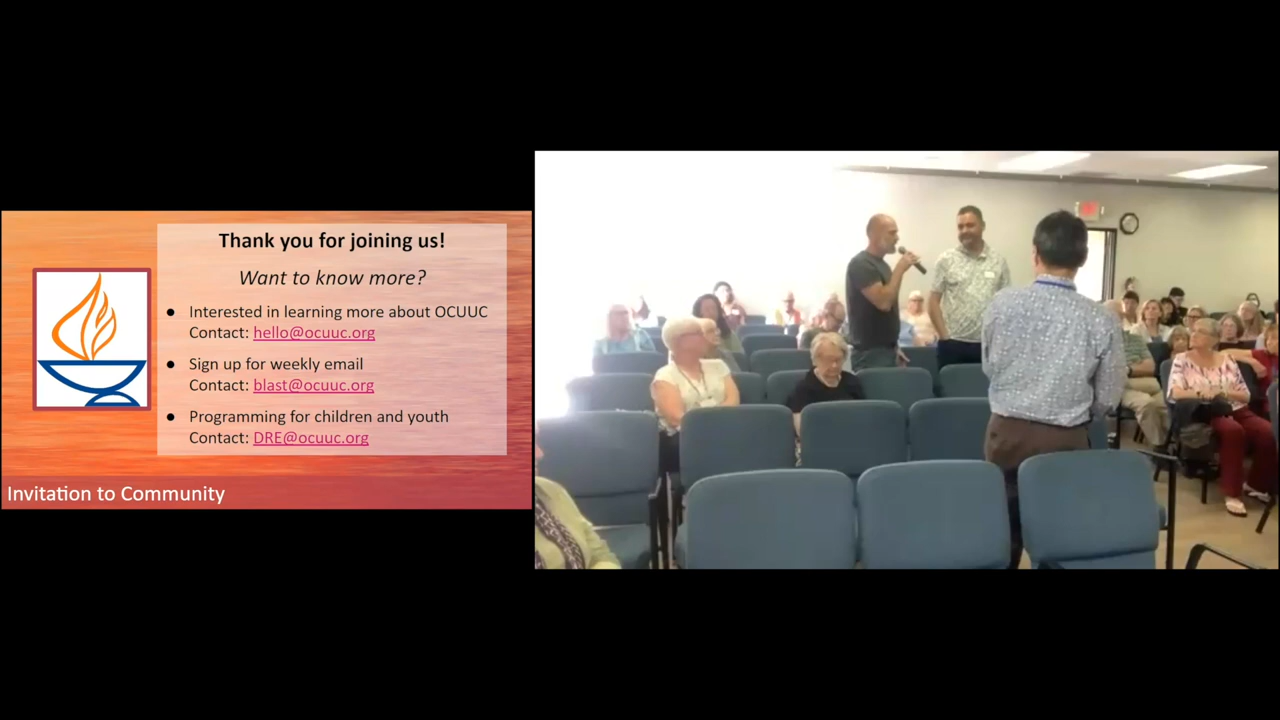 Thank you for joining us!
Want to know more?
● Interested in learning more about OCUUC
Contact: hello@ocuuc.org
● Sign up for weekly email
Contact: blast@ocuuc.org
● Programming for children and youth
Contact: DRE@ocuuc.org
Invitation to Community